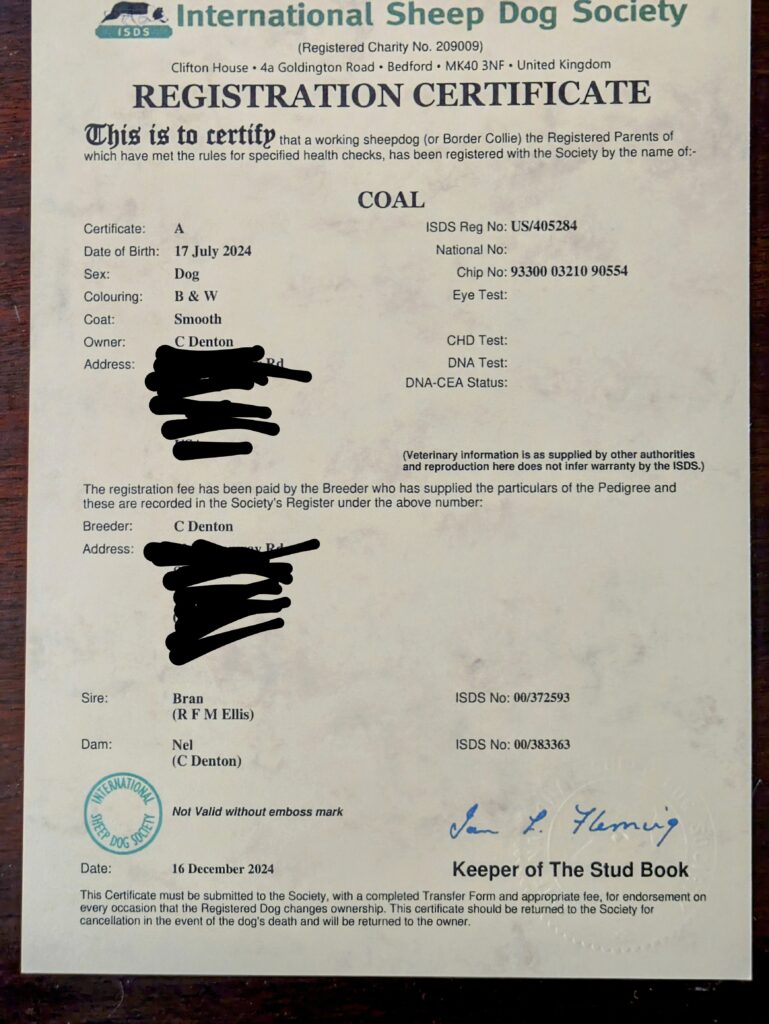 ISDS
International Sheep Dog Society
(Registered Charity No. 209009)
Clifton House • 4a Goldington Road • Bedford • MK40 3NF • United Kingdom
REGISTRATION CERTIFICATE
This is to certify that a working sheepdog (or Border Collie) the Registered Parents of
which have met the rules for specified health checks, has been registered with the Society by the name of:-
COAL
Certificate: A
ISDS Reg No: US/405284
Date of Birth: 17 July 2024
National No:
Sex: Dog
Chip No: 93300 03210 90554
Colouring: B & W
Eye Test:
Coat: Smooth
Owner: C Denton
CHD Test:
Address: Rd
DNA Test:
DNA-CEA Status:
(Veterinary information is as supplied by other authorities
and reproduction here does not infer warranty by the ISDS.)
The registration fee has been paid by the Breeder who has supplied the particulars of the Pedigree and
these are recorded in the Society's Register under the above number:
Breeder: C Denton
Address: Rd
Sire: Bran
ISDS No: 00/372593
(R F M Ellis)
Dam: Nel
ISDS No: 00/383363
(C Denton)
INTERNATIONAL
SHEEP DOG SOCIETY
Not Valid without emboss mark
Ian L. Fleming
Date: 16 December 2024
Keeper of The Stud Book
This Certificate must be submitted to the Society, with a completed Transfer Form and appropriate fee, for endorsement on
every occasion that the Registered Dog changes ownership. This certificate should be returned to the Society for
cancellation in the event of the dog's death and will be returned to the owner.